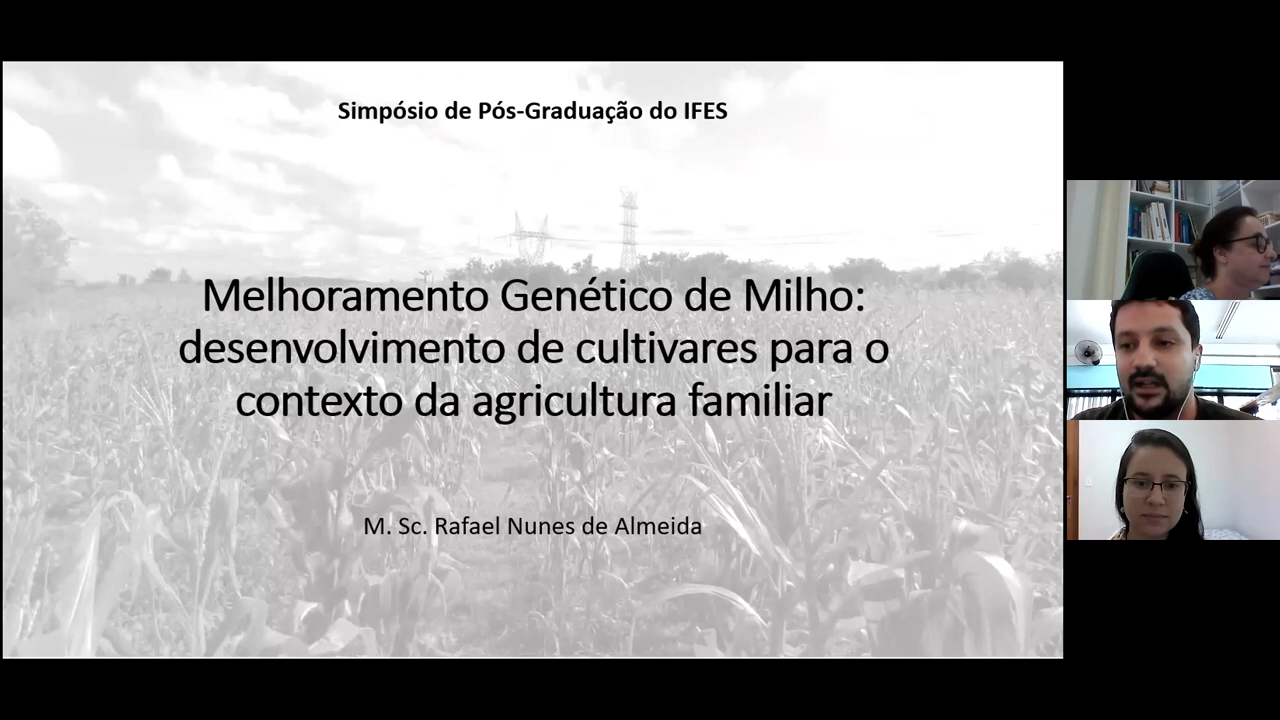 Simpósio de Pós-Graduação do IFES
Melhoramento Genético de Milho:
desenvolvimento de cultivares para o
contexto da agricultura familiar
M. Sc. Rafael Nunes de Almeida